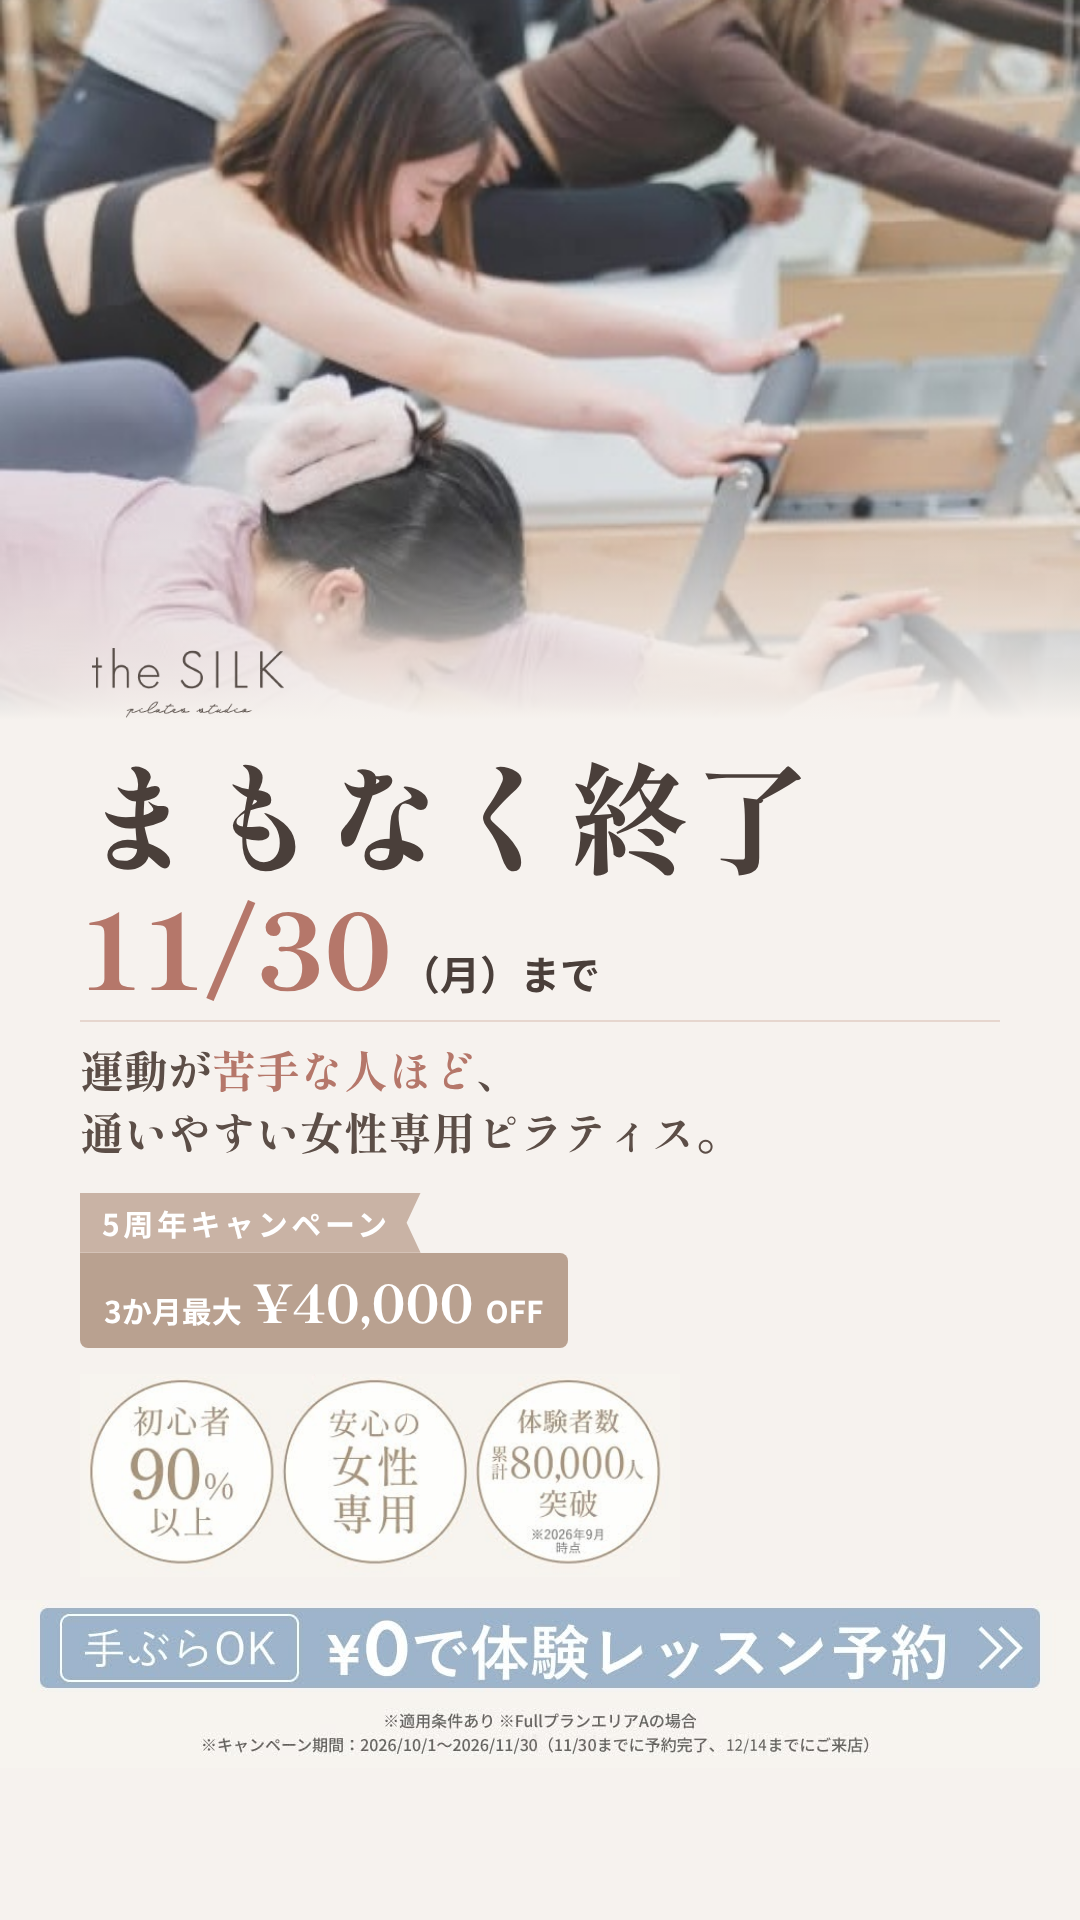 the SILK
pilates studio
まもなく終了
11/30（月）まで
運動が苦手な人ほど、
通いやすい女性専用ピラティス。
5周年キャンペーン
3か月最大 ¥40,000 OFF
初心者
90%
以上
安心の
女性
専用
体験者数
累計80,000人
突破
※2026年9月
時点
手ぶらOK ¥0で体験レッスン予約
※適用条件あり ※FullプランエリアAの場合
※キャンペーン期間：2026/10/1〜2026/11/30（11/30までに予約完了、12/14までにご来店）